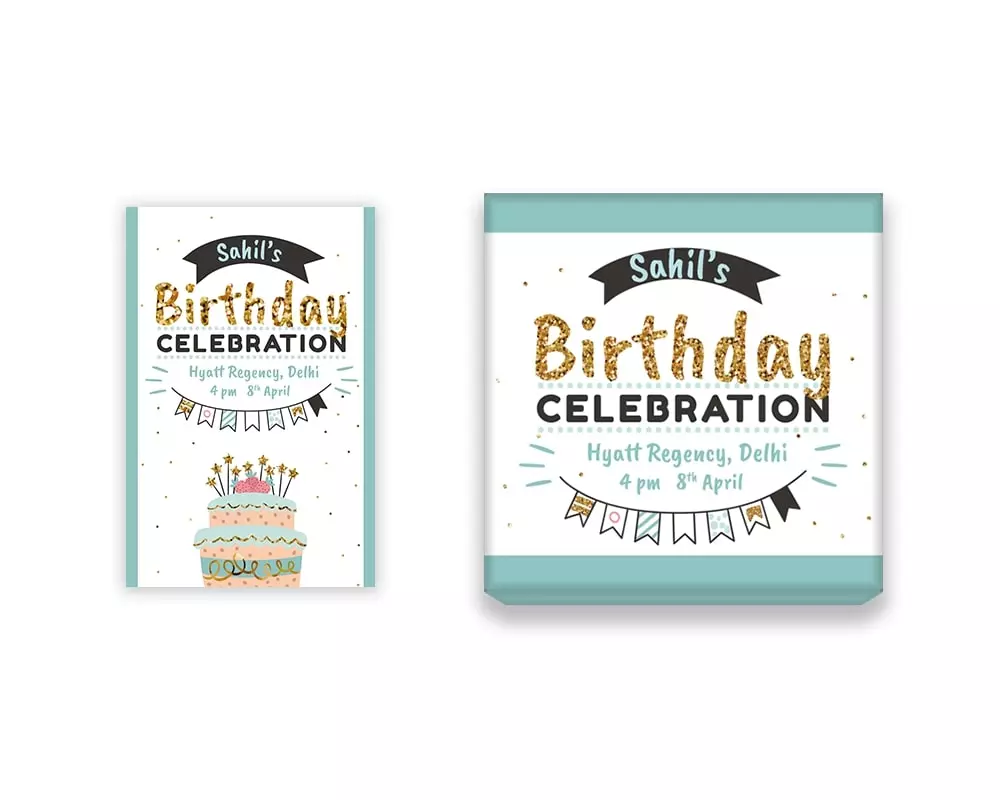 Sahil's
Birthday
CELEBRATION
Hyatt Regency, Delhi
4 pm 8th April
Sahil's
Birthday
CELEBRATION
Hyatt Regency, Delhi
4 pm 8th April